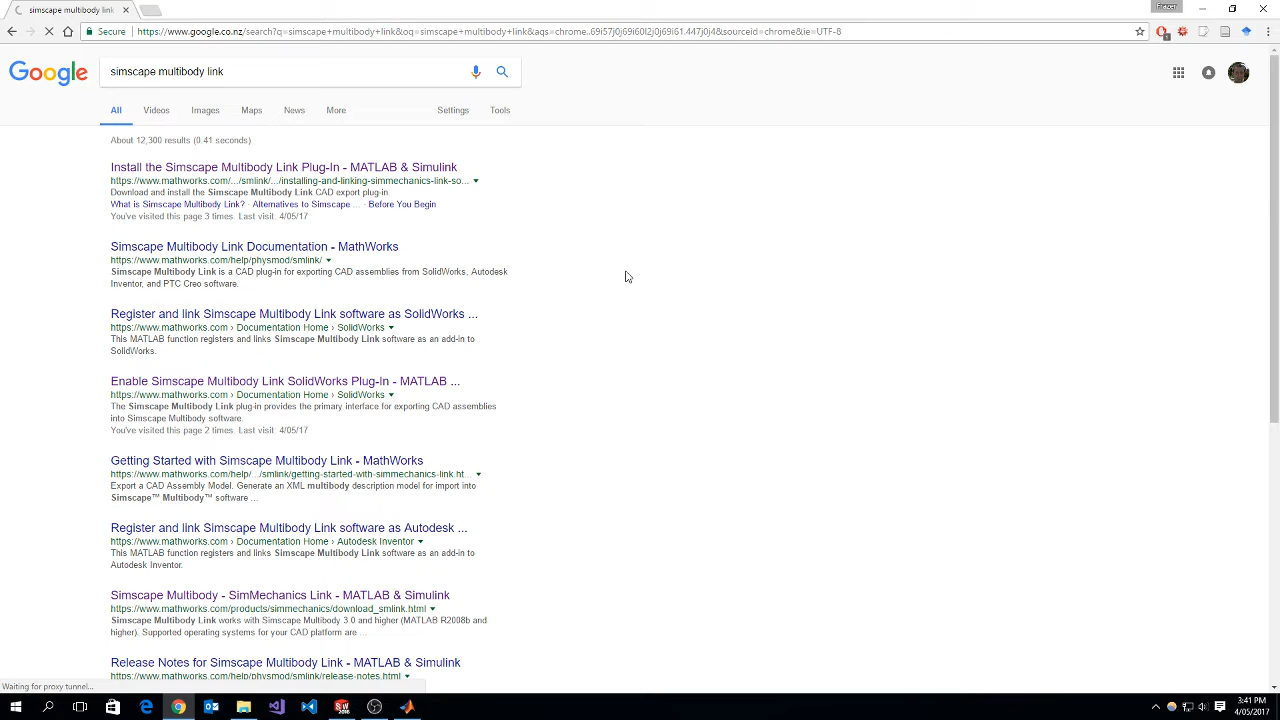 simscape multibody link
Secure
https://www.google.co.nz/search?q=simscape+multibody+link&oq=simscape+multibody+link&aqs=chrome..69i57j0j69i60l2j0j69i61.447j0j4&sourceid=chrome&ie=UTF-8
Google
simscape multibody link
All Videos Images Maps News More Settings Tools
About 12,300 results (0.41 seconds)
Install the Simscape Multibody Link Plug-In - MATLAB & Simulink
https://www.mathworks.com/.../smlink/.../installing-and-linking-simmechanics-link-so...
Download and install the Simscape Multibody Link CAD export plug-in.
What is Simscape Multibody Link? · Alternatives to Simscape ... · Before You Begin
You've visited this page 3 times. Last visit: 4/05/17
Simscape Multibody Link Documentation - MathWorks
https://www.mathworks.com/help/physmod/smlink/
Simscape Multibody Link is a CAD plug-in for exporting CAD assemblies from SolidWorks, Autodesk
Inventor, and PTC Creo software.
Register and link Simscape Multibody Link software as SolidWorks ...
https://www.mathworks.com › Documentation Home › SolidWorks
This MATLAB function registers and links Simscape Multibody Link software as an add-in to
SolidWorks.
Enable Simscape Multibody Link SolidWorks Plug-In - MATLAB ...
https://www.mathworks.com › Documentation Home › SolidWorks
The Simscape Multibody Link plug-in provides the primary interface for exporting CAD assemblies
into Simscape Multibody software.
You've visited this page 2 times. Last visit: 4/05/17
Getting Started with Simscape Multibody Link - MathWorks
https://www.mathworks.com/help/.../smlink/getting-started-with-simmechanics-link.ht...
Export a CAD Assembly Model. Generate an XML multibody description model for import into
Simscape™ Multibody™ software ...
Register and link Simscape Multibody Link software as Autodesk ...
https://www.mathworks.com › Documentation Home › Autodesk Inventor
This MATLAB function registers and links Simscape Multibody Link software as an add-in to
Autodesk Inventor.
Simscape Multibody - SimMechanics Link - MATLAB & Simulink
https://www.mathworks.com/products/simmechanics/download_smlink.html
Simscape Multibody Link works with Simscape Multibody 3.0 and higher (MATLAB R2008b and
higher). Supported operating systems for your CAD platform are ...
Release Notes for Simscape Multibody Link - MATLAB & Simulink
https://www.mathworks.com/help/physmod/smlink/release-notes.html
Waiting for proxy tunnel...
3:41 PM
4/05/2017